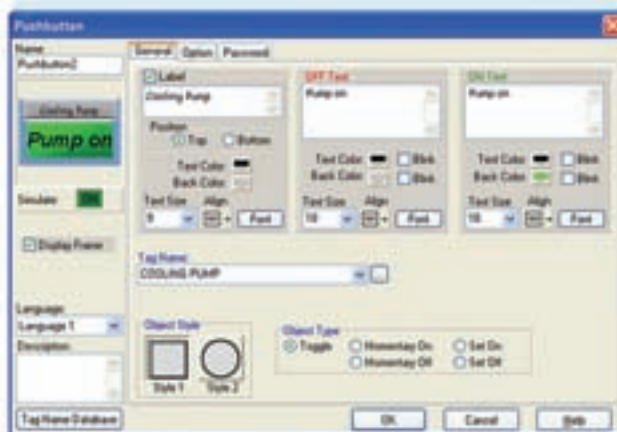 Pushbutton
Name
Pushbutton2
General Option Password
Label
Cooling Pump
OFF Text
Pump on
ON Text
Pump on
Cooling Pump
Pump on
Position
Top Bottom
Text Color: Blink
Back Color: Blink
Text Color: Blink
Back Color: Blink
Text Color:
Back Color:
Simulate: ON
Text Size Align
Font
Text Size Align
18 Font
Text Size Align
18 Font
Display Frame
Tag Name:
COOLING PUMP
Language:
Language 1
Description:
Object Style
Style 1 Style 2
Object Type
Toggle Momentary On Set On
Momentary Off Set Off
Tag Name Database
OK Cancel Help